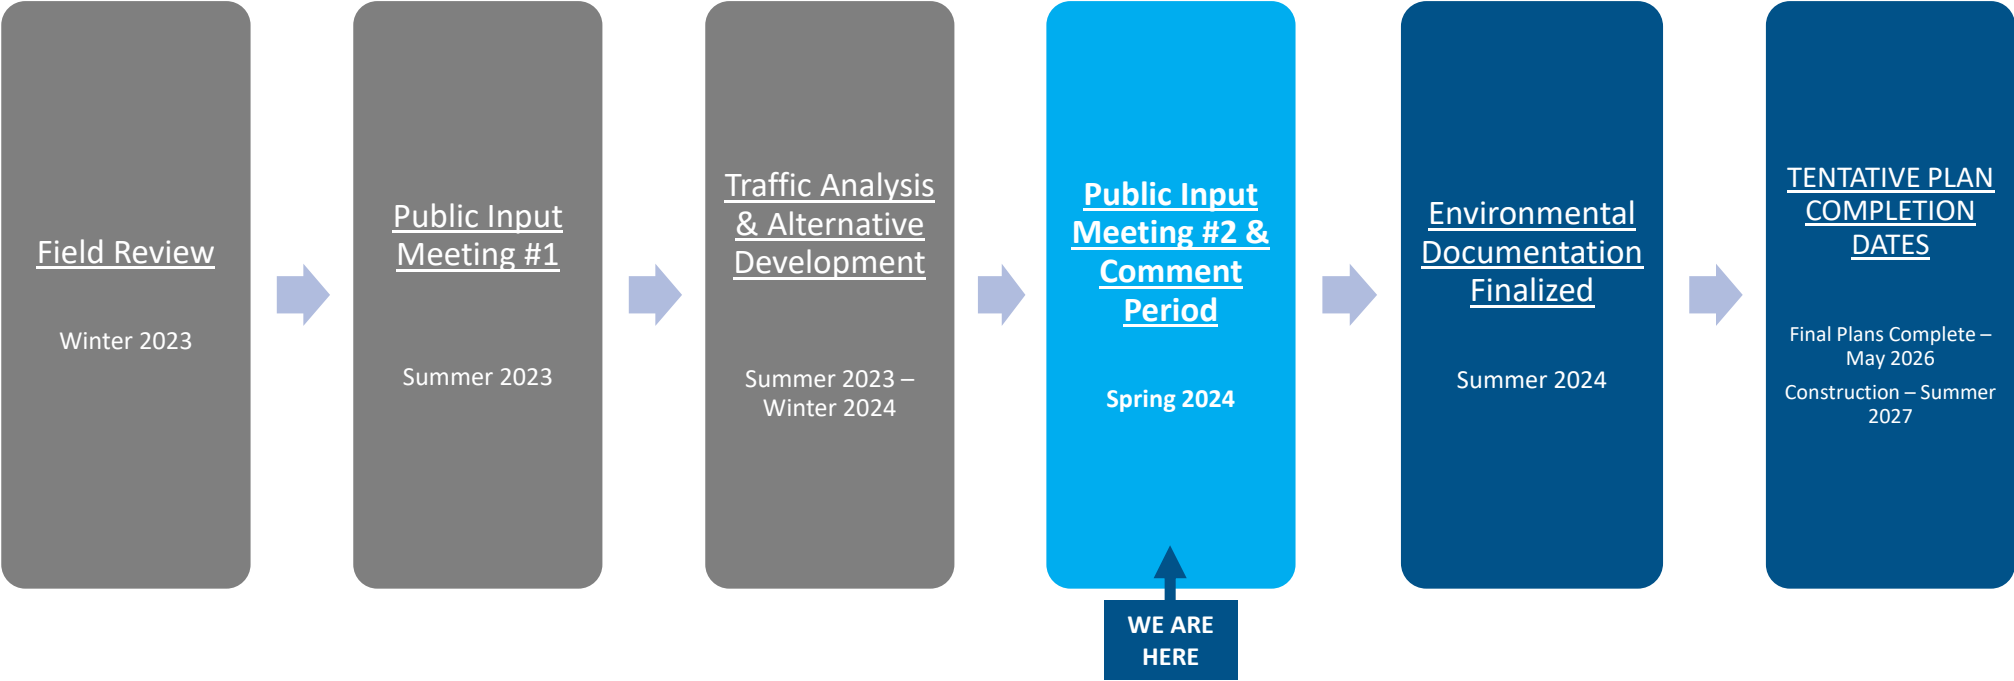 Field Review
Winter 2023
Public Input
Meeting #1
Summer 2023
Traffic Analysis
& Alternative
Development
Summer 2023 –
Winter 2024
Public Input
Meeting #2 &
Comment
Period
Spring 2024
Environmental
Documentation
Finalized
Summer 2024
TENTATIVE PLAN
COMPLETION
DATES
Final Plans Complete –
May 2026
Construction – Summer
2027
WE ARE
HERE